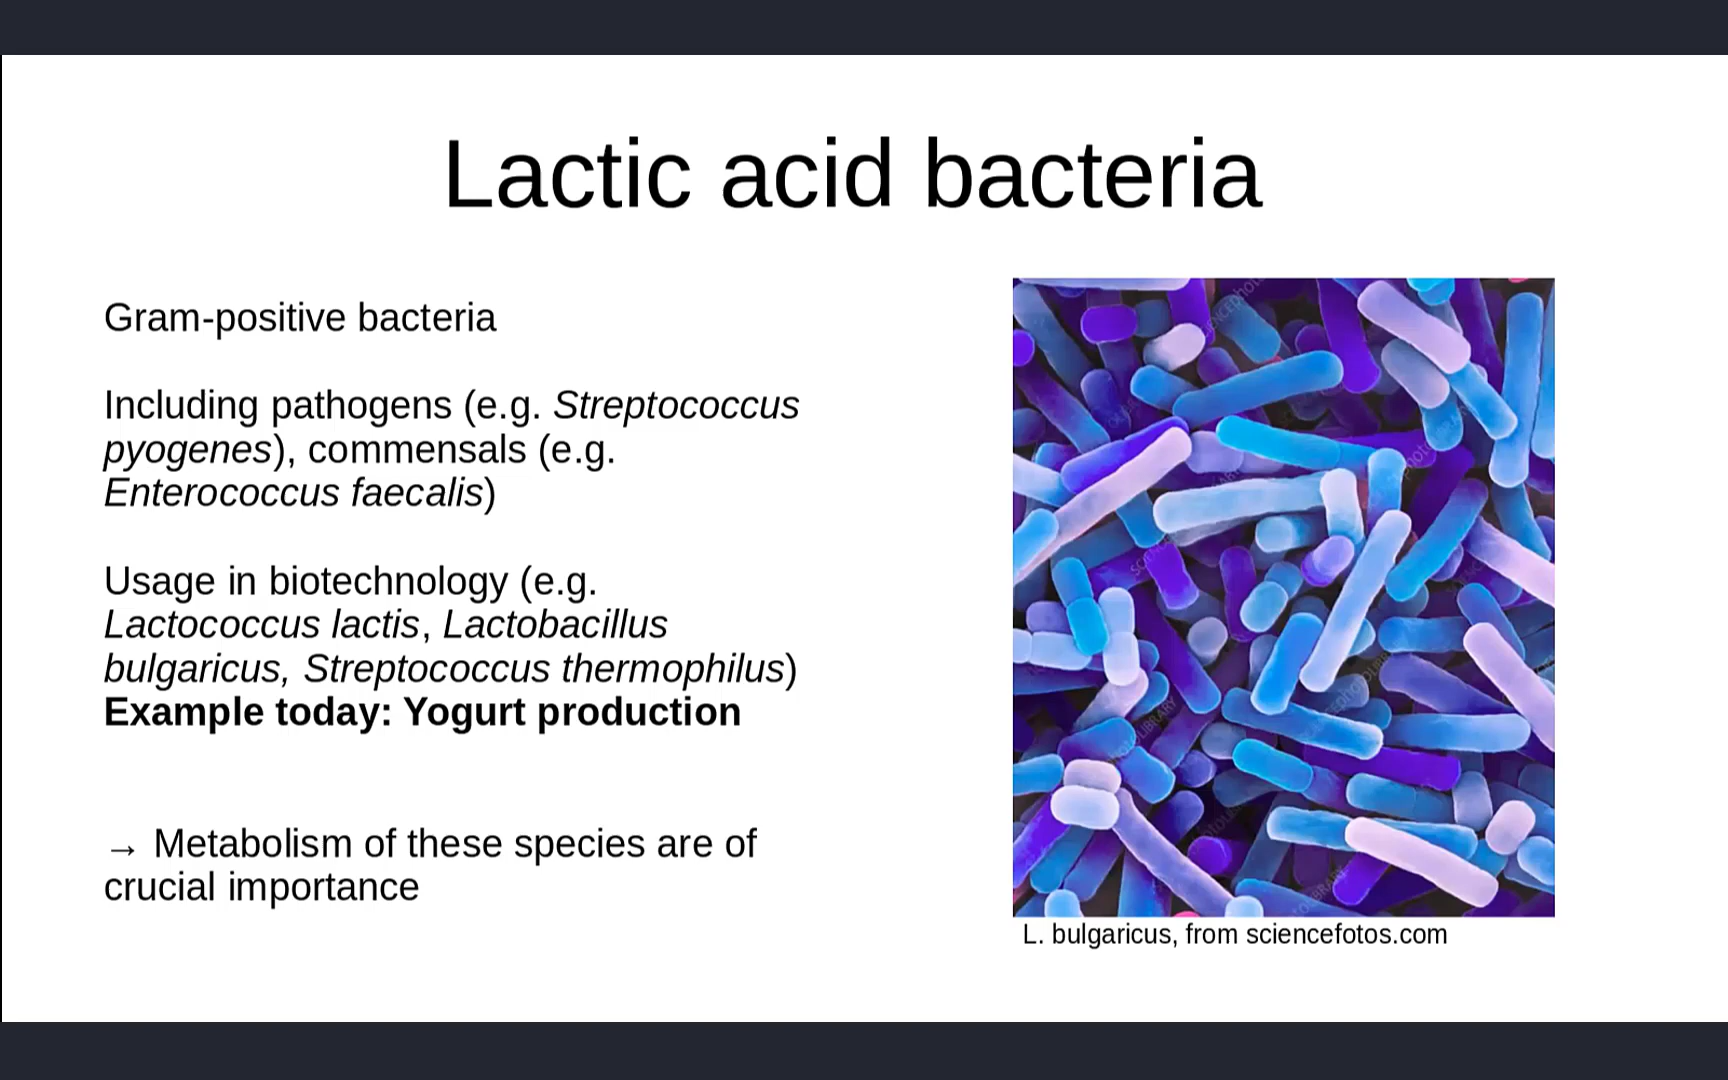 Lactic acid bacteria
Gram-positive bacteria
Including pathogens (e.g. Streptococcus
pyogenes), commensals (e.g.
Enterococcus faecalis)
Usage in biotechnology (e.g.
Lactococcus lactis, Lactobacillus
bulgaricus, Streptococcus thermophilus)
Example today: Yogurt production
→ Metabolism of these species are of
crucial importance
L. bulgaricus, from sciencefotos.com